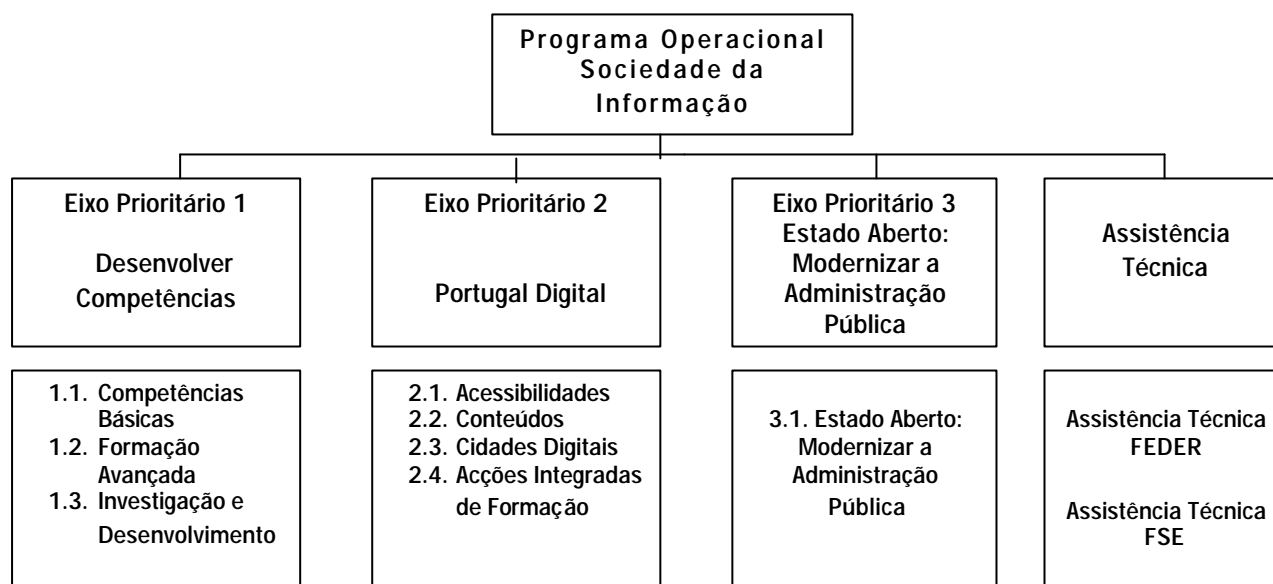 Programa Operacional
Sociedade da
Informação
Eixo Prioritário 1
Desenvolver
Competências
Eixo Prioritário 2
Portugal Digital
Eixo Prioritário 3
Estado Aberto:
Modernizar a
Administração
Pública
Assistência
Técnica
1.1. Competências
Básicas
1.2. Formação
Avançada
1.3. Investigação e
Desenvolvimento
2.1. Acessibilidades
2.2. Conteúdos
2.3. Cidades Digitais
2.4. Acções Integradas
de Formação
3.1. Estado Aberto:
Modernizar a
Administração
Pública
Assistência Técnica
FEDER
Assistência Técnica
FSE